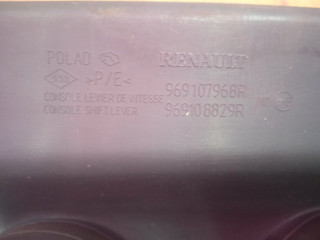 POLAD RENAULT
>P/E<
CONSOLE LEVIER DE VITESSE 969107968R
CONSOLE SHIFT LEVER 969108829R